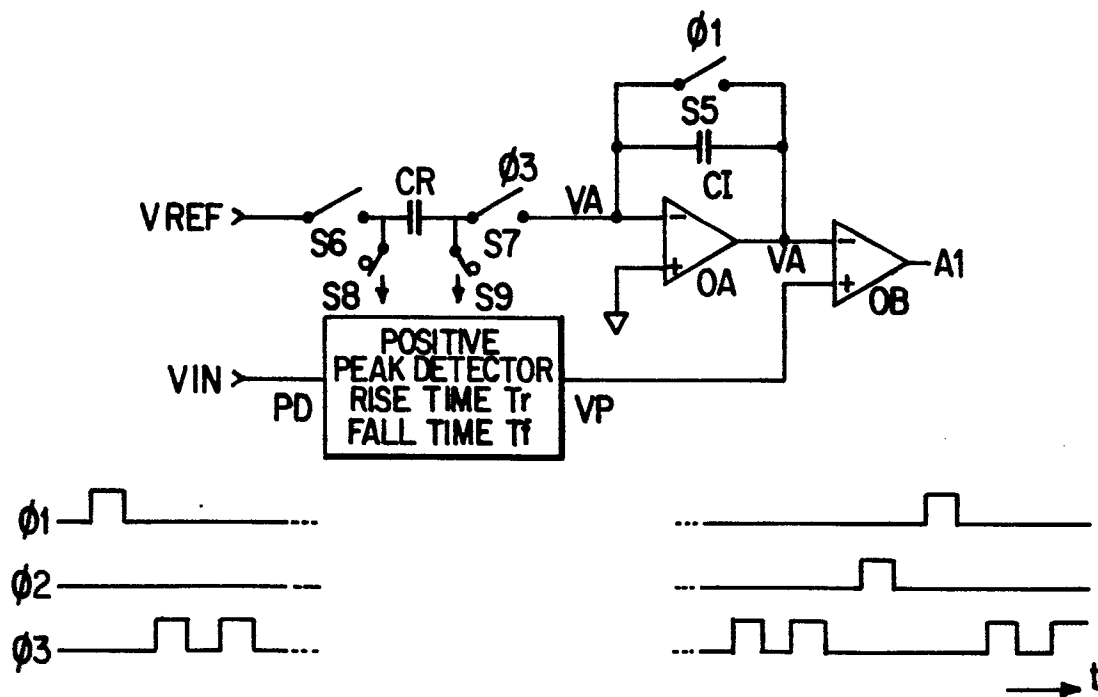 Ø1
S5
CI
VREF
S6
CR
Ø3
S7
VA
S8
S9
OA
VA
OB
A1
VIN
PD
POSITIVE
PEAK DETECTOR
RISE TIME Tr
FALL TIME Tf
VP
Ø1
Ø2
Ø3
t